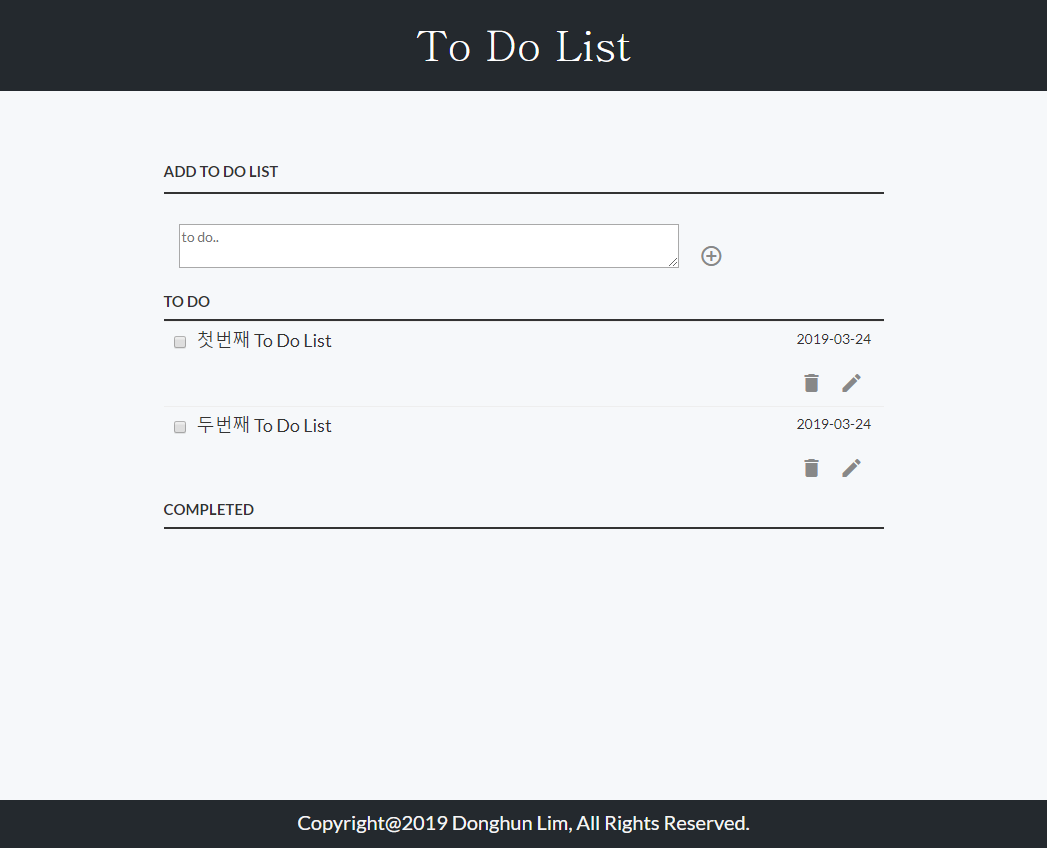 To Do List
ADD TO DO LIST
to do..
TO DO
첫번째 To Do List
2019-03-24
두번째 To Do List
2019-03-24
COMPLETED
Copyright@2019 Donghun Lim, All Rights Reserved.